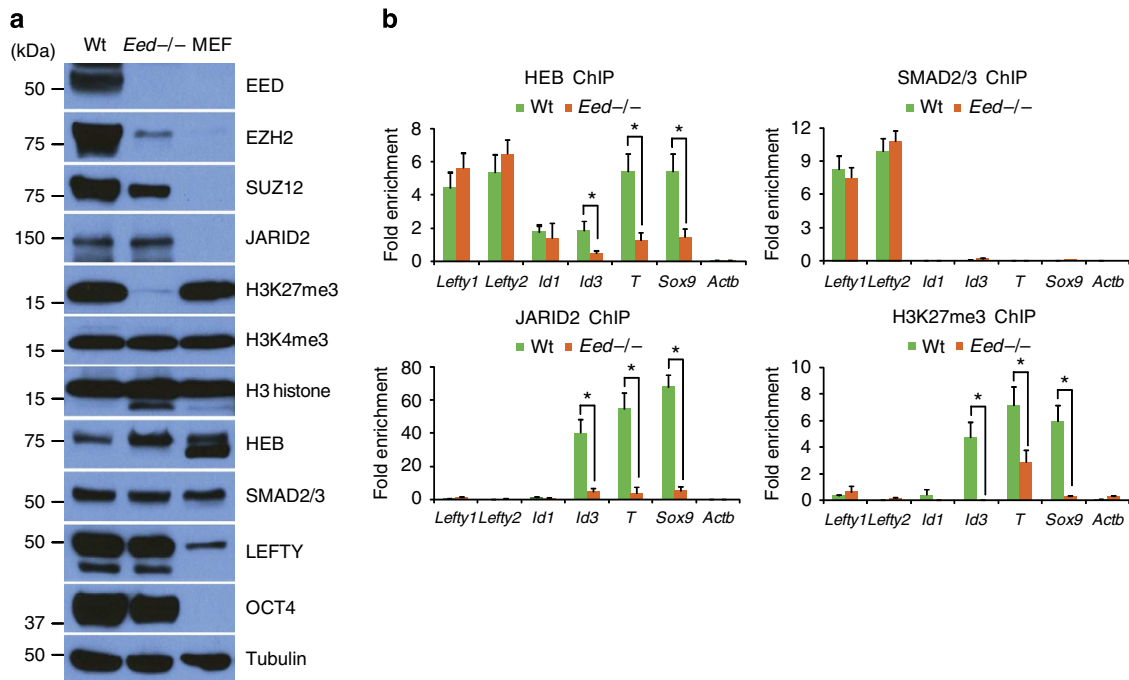 a
(kDa) Wt Eed–/– MEF
50 EED
75 EZH2
75 SUZ12
150 JARID2
15 H3K27me3
15 H3K4me3
15 H3 histone
75 HEB
50 SMAD2/3
50 LEFTY
37 OCT4
50 Tubulin
b
HEB ChIP
Wt Eed–/–
Fold enrichment
8
6
4
2
0
* * *
Lefty1 Lefty2 Id1 Id3 T Sox9 Actb
SMAD2/3 ChIP
Wt Eed–/–
Fold enrichment
12
9
6
3
0
Lefty1 Lefty2 Id1 Id3 T Sox9 Actb
JARID2 ChIP
Wt Eed–/–
Fold enrichment
80
60
40
20
0
* * *
Lefty1 Lefty2 Id1 Id3 T Sox9 Actb
H3K27me3 ChIP
Wt Eed–/–
Fold enrichment
10
8
6
4
2
0
* * *
Lefty1 Lefty2 Id1 Id3 T Sox9 Actb